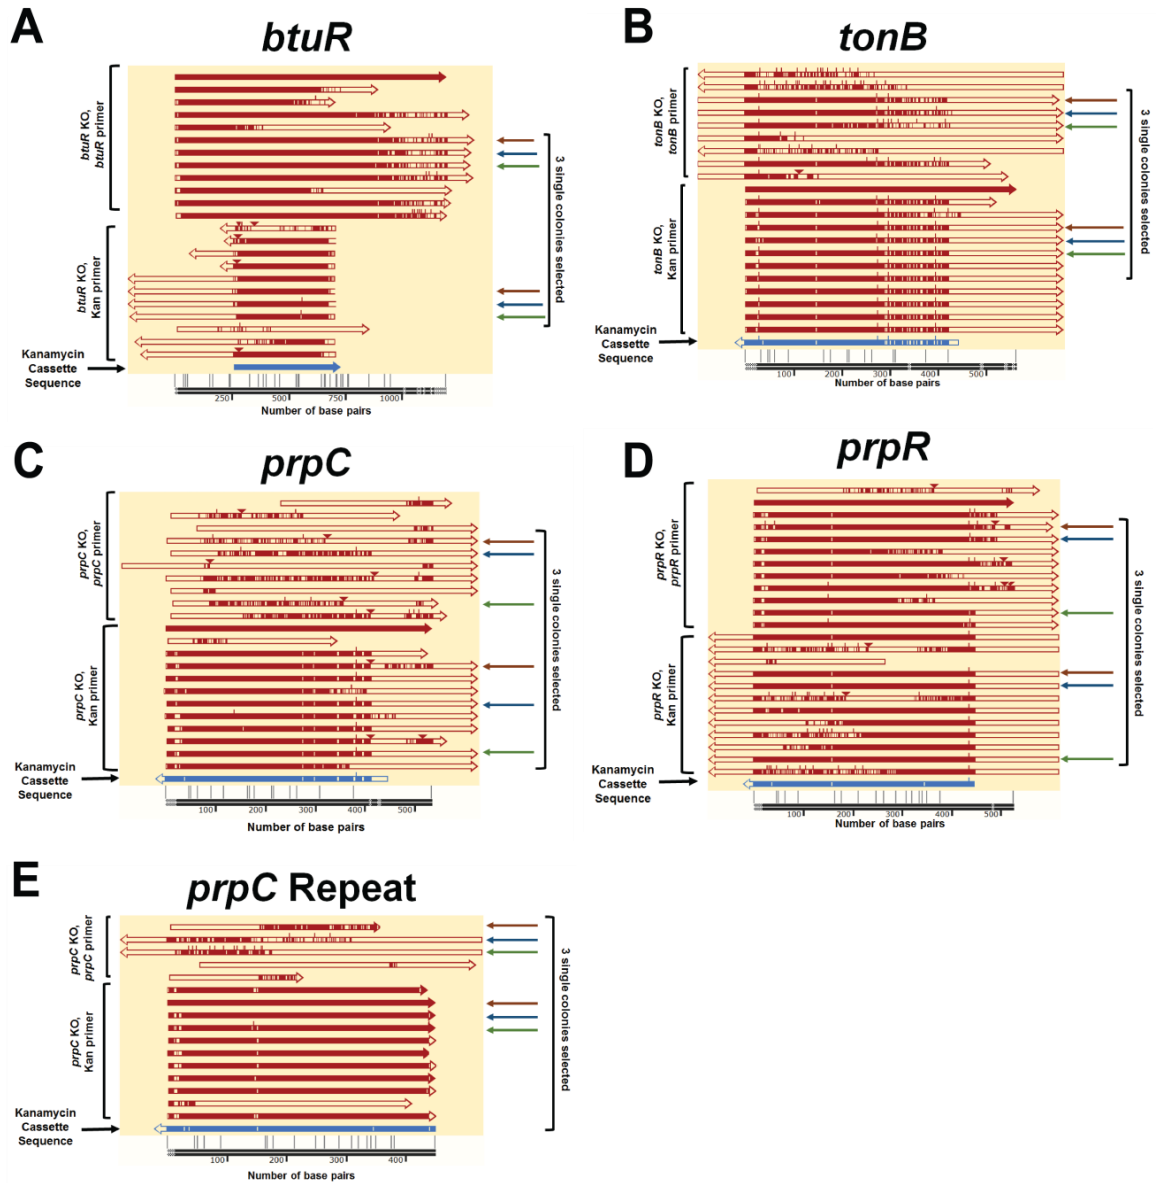 A
btuR
btuR KO,
btuR primer
btuR KO,
Kan primer
Kanamycin
Cassette
Sequence
3 single colonies selected
250
500
750
1000
Number of base pairs
B
tonB
tonB KO,
tonB primer
tonB KO,
Kan primer
Kanamycin
Cassette
Sequence
3 single colonies selected
100
200
300
400
500
Number of base pairs
C
prpC
prpC KO,
prpC primer
prpC KO,
Kan primer
Kanamycin
Cassette
Sequence
3 single colonies selected
100
200
300
400
500
Number of base pairs
D
prpR
prpR KO,
prpR primer
prpR KO,
Kan primer
Kanamycin
Cassette
Sequence
3 single colonies selected
100
200
300
400
500
Number of base pairs
E
prpC Repeat
prpC KO,
prpC primer
prpC KO,
Kan primer
Kanamycin
Cassette
Sequence
3 single colonies selected
100
200
300
400
Number of base pairs